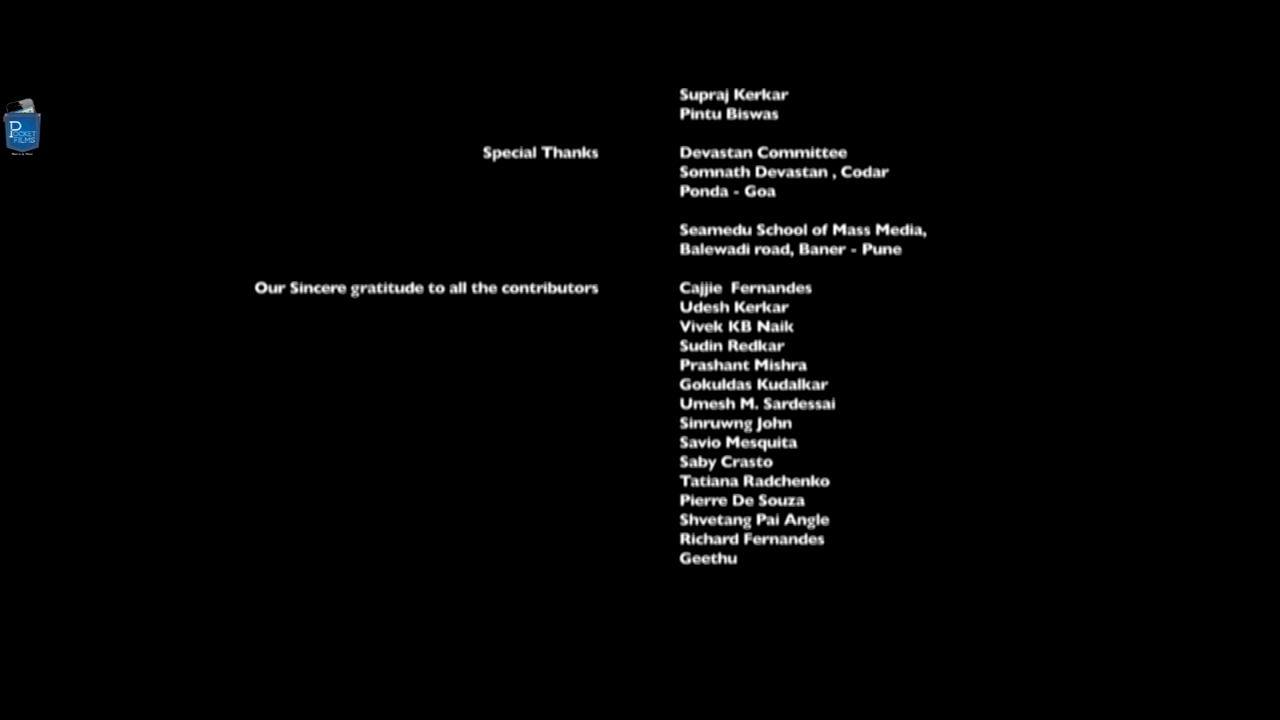 Supraj Kerkar
Pintu Biswas
Special Thanks Devastan Committee
Somnath Devastan , Codar
Ponda - Goa
Seamedu School of Mass Media,
Balewadi road, Baner - Pune
Our Sincere gratitude to all the contributors Cajjie Fernandes
Udesh Kerkar
Vivek KB Naik
Sudin Redkar
Prashant Mishra
Gokuldas Kudalkar
Umesh M. Sardessai
Sinruwng John
Savio Mesquita
Saby Crasto
Tatiana Radchenko
Pierre De Souza
Shvetang Pai Angle
Richard Fernandes
Geethu
POCKET
FILMS